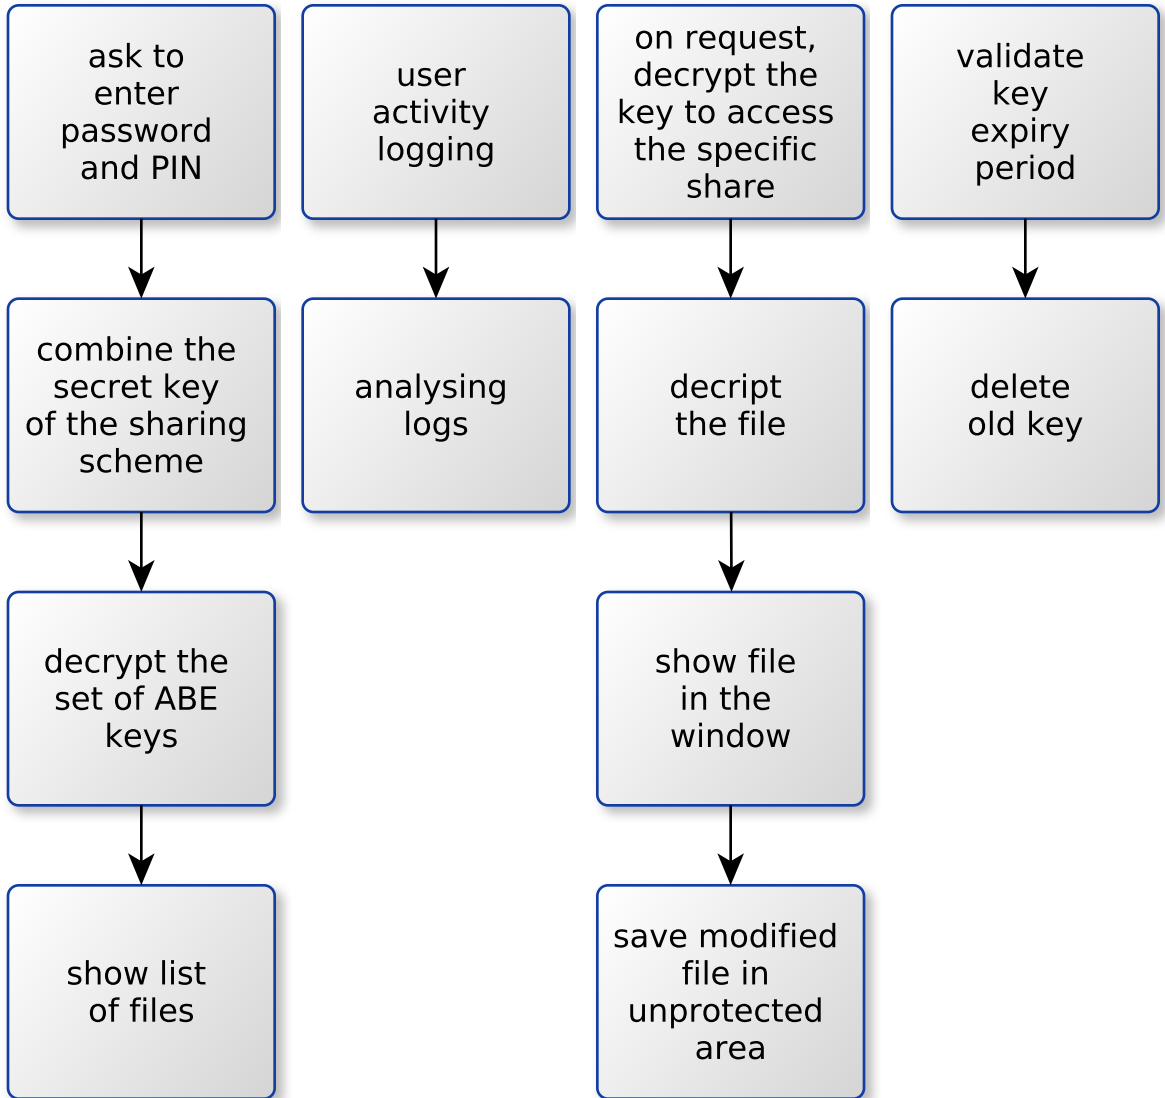 ask to
enter
password
and PIN
combine the
secret key
of the sharing
scheme
decrypt the
set of ABE
keys
show list
of files
user
activity
logging
analysing
logs
on request,
decrypt the
key to access
the specific
share
decript
the file
show file
in the
window
save modified
file in
unprotected
area
validate
key
expiry
period
delete
old key